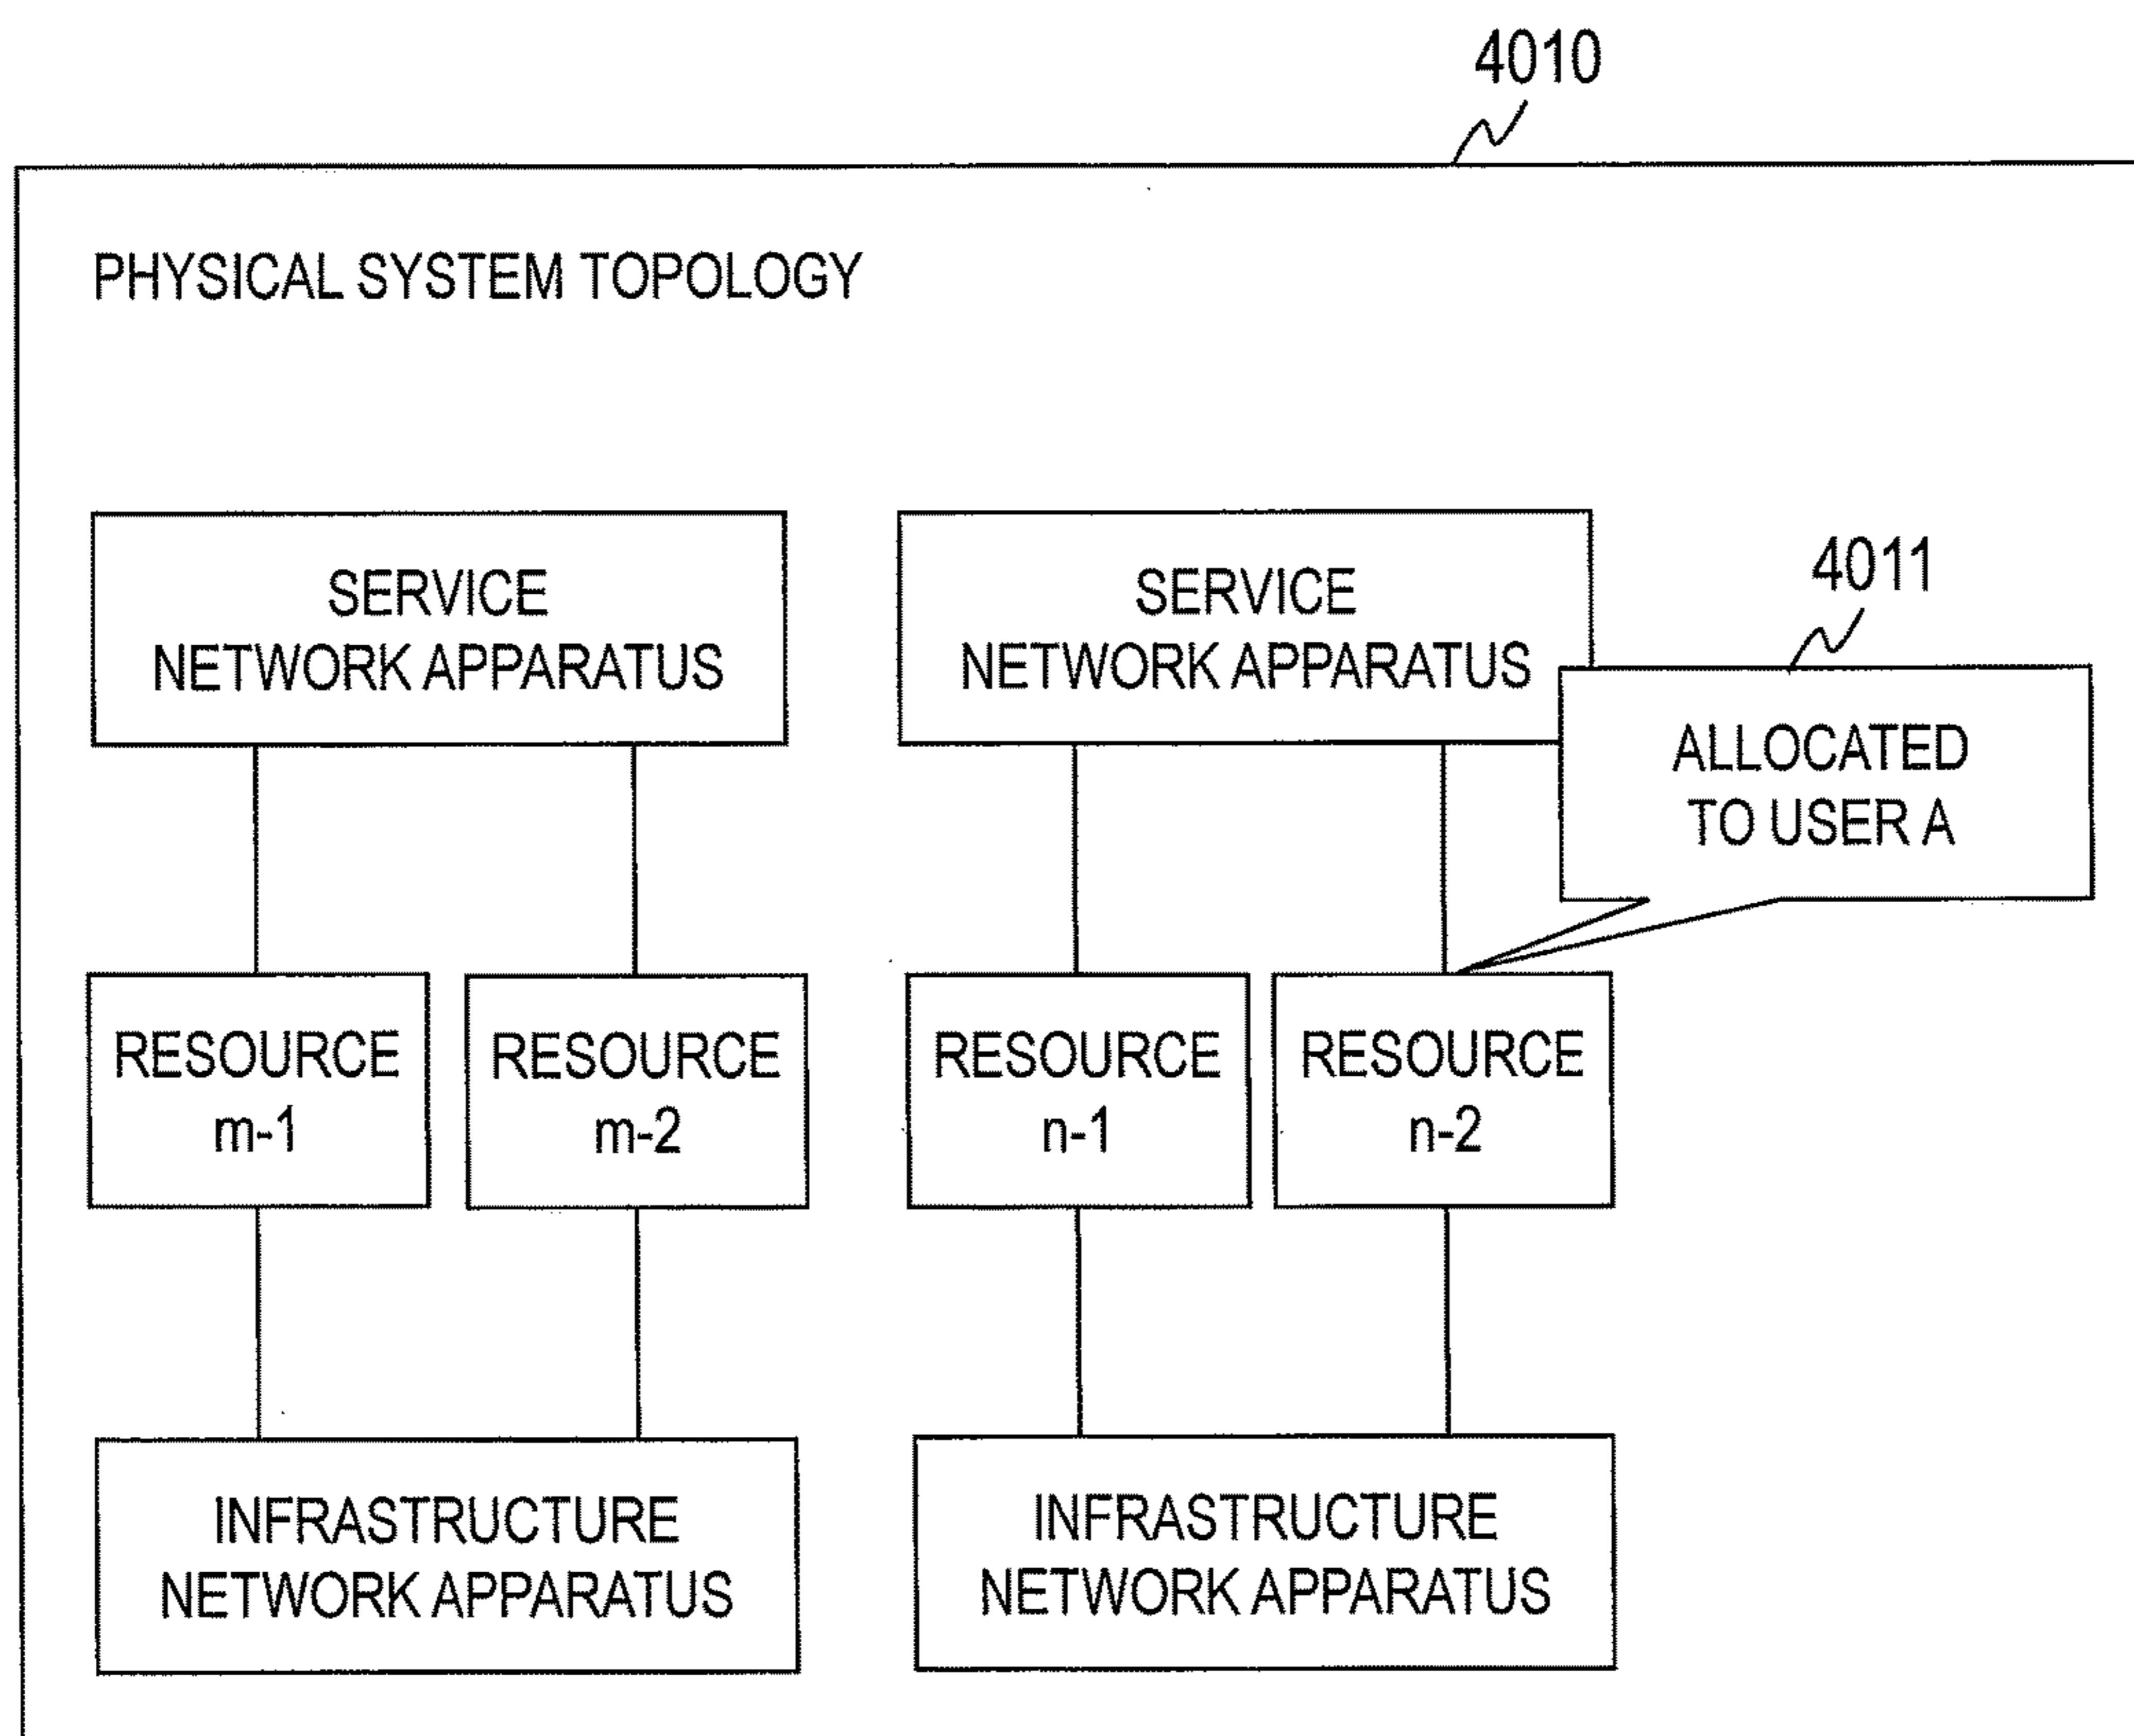 4010
PHYSICAL SYSTEM TOPOLOGY
SERVICE
NETWORK APPARATUS
SERVICE
NETWORK APPARATUS
4011
ALLOCATED
TO USER A
RESOURCE
m-1
RESOURCE
m-2
RESOURCE
n-1
RESOURCE
n-2
INFRASTRUCTURE
NETWORK APPARATUS
INFRASTRUCTURE
NETWORK APPARATUS